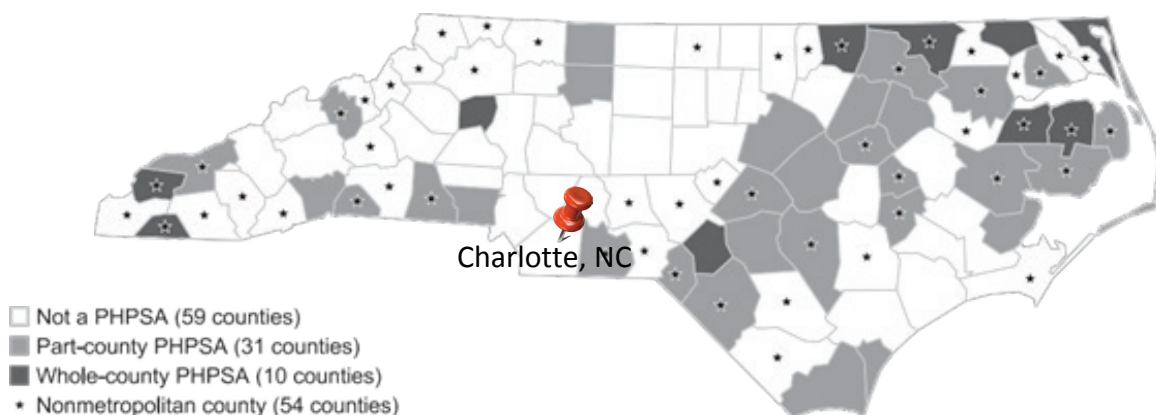 Charlotte, NC
Not a PHPSA (59 counties)
Part-county PHPSA (31 counties)
Whole-county PHPSA (10 counties)
Nonmetropolitan county (54 counties)